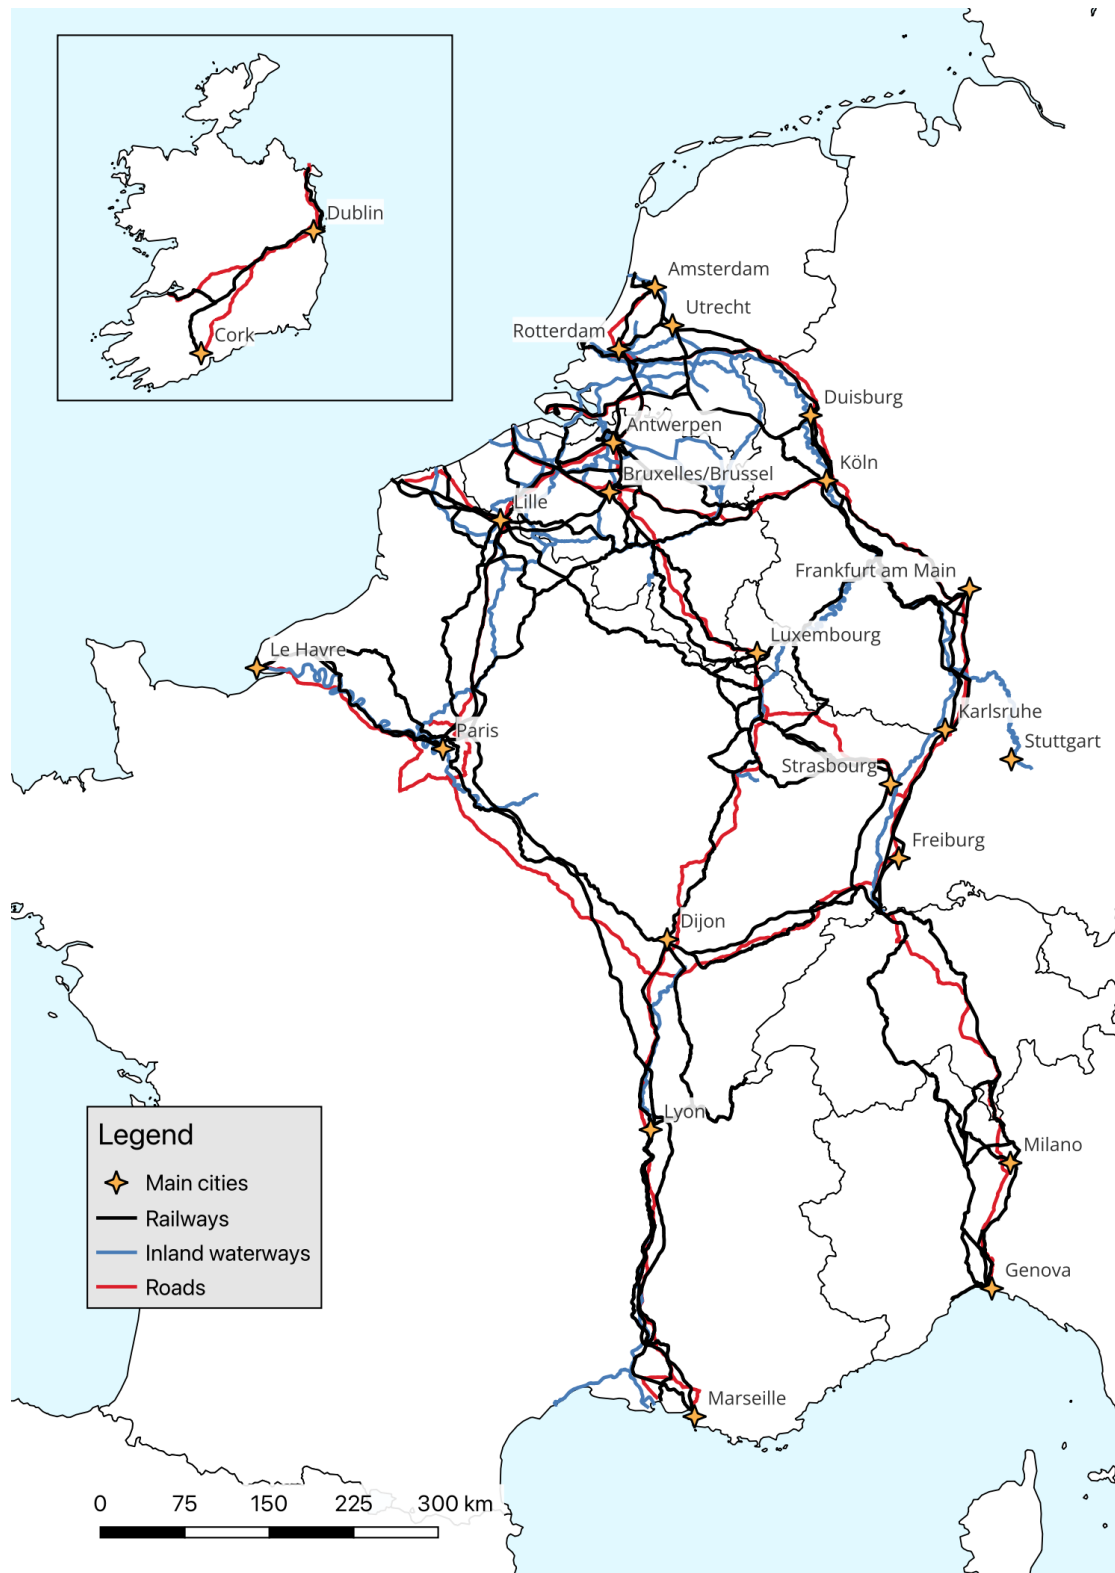 Dublin
Cork
Amsterdam
Utrecht
Rotterdam
Duisburg
Antwerpen
Köln
Bruxelles/Brussel
Lille
Frankfurt am Main
Luxembourg
Le Havre
Karlsruhe
Paris
Stuttgart
Strasbourg
Freiburg
Dijon
Lyon
Legend
Main cities
Railways
Inland waterways
Roads
Milano
Genova
Marseille
0 75 150 225 300 km